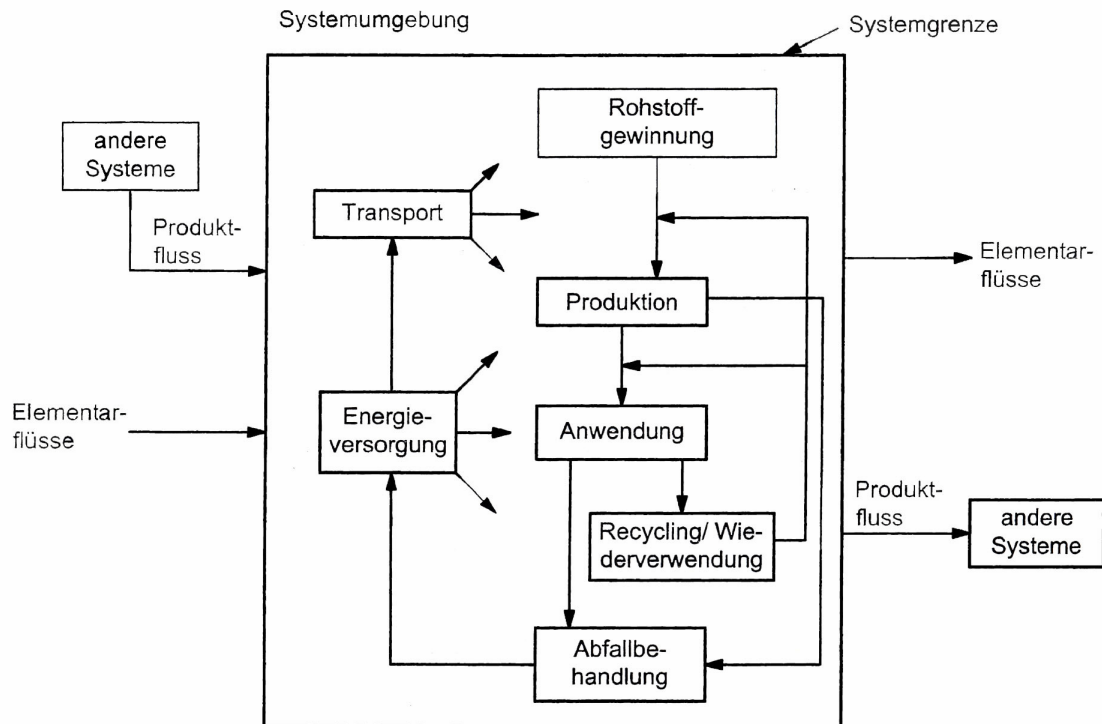 Systemumgebung
Systemgrenze
Rohstoff-
gewinnung
andere
Systeme
Transport
Produkt-
fluss
Elementar-
flüsse
Produktion
Elementar-
flüsse
Energie-
versorgung
Anwendung
Produkt-
fluss
andere
Systeme
Recycling/ Wie-
derverwendung
Abfallbe-
handlung